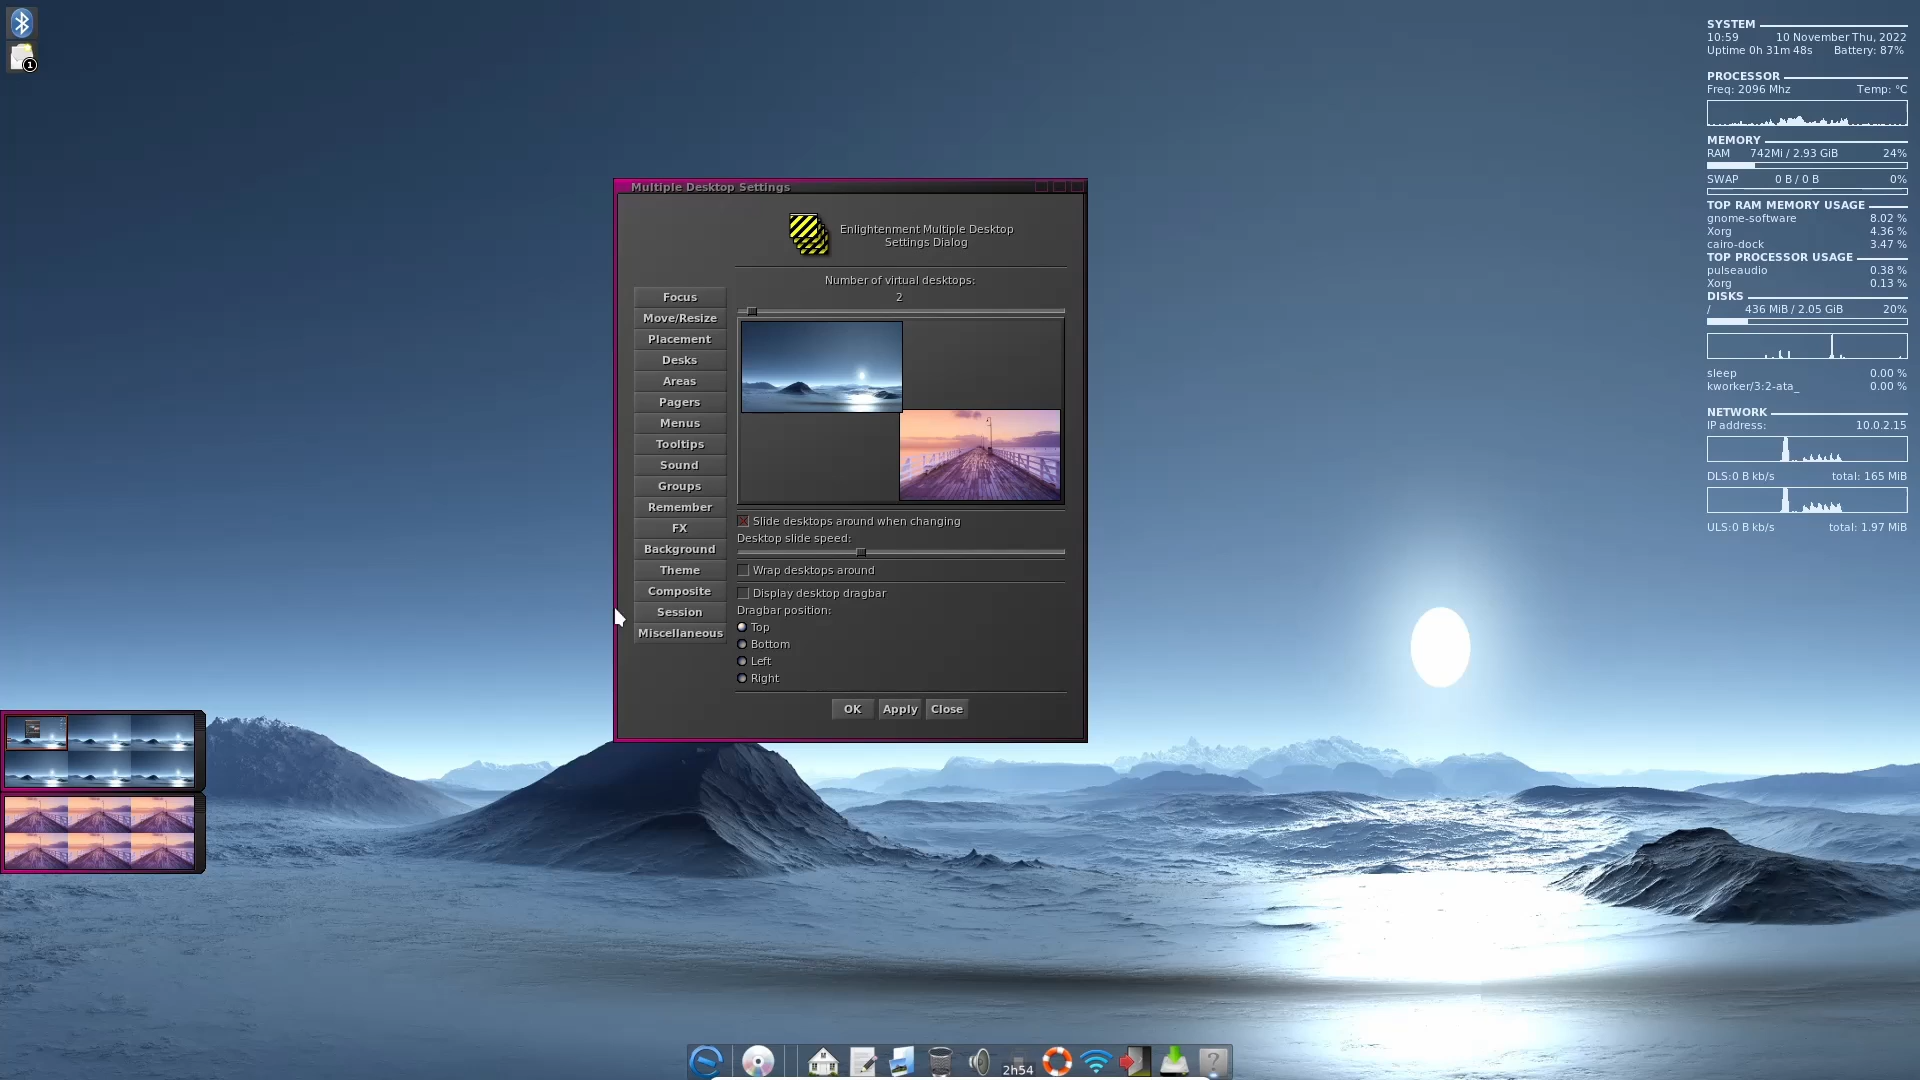 1
SYSTEM
10:59 10 November Thu, 2022
Uptime 0h 31m 48s Battery: 87%
PROCESSOR
Freq: 2096 Mhz Temp: °C
MEMORY
RAM 742Mi / 2.93 GiB 24%
SWAP 0 B / 0 B 0%
TOP RAM MEMORY USAGE
gnome-software 8.02 %
Xorg 4.36 %
cairo-dock 3.47 %
TOP PROCESSOR USAGE
pulseaudio 0.38 %
Xorg 0.13 %
DISKS
/ 436 MiB / 2.05 GiB 20%
sleep 0.00 %
kworker/3:2-ata_ 0.00 %
NETWORK
IP address: 10.0.2.15
DLS:0 B kb/s total: 165 MiB
ULS:0 B kb/s total: 1.97 MiB
Multiple Desktop Settings
Enlightenment Multiple Desktop
Settings Dialog
Focus
Move/Resize
Placement
Desks
Areas
Pagers
Menus
Tooltips
Sound
Groups
Remember
FX
Background
Theme
Composite
Session
Miscellaneous
Number of virtual desktops:
2
Slide desktops around when changing
Desktop slide speed:
Wrap desktops around
Display desktop dragbar
Dragbar position:
Top
Bottom
Left
Right
OK Apply Close
2h54
?